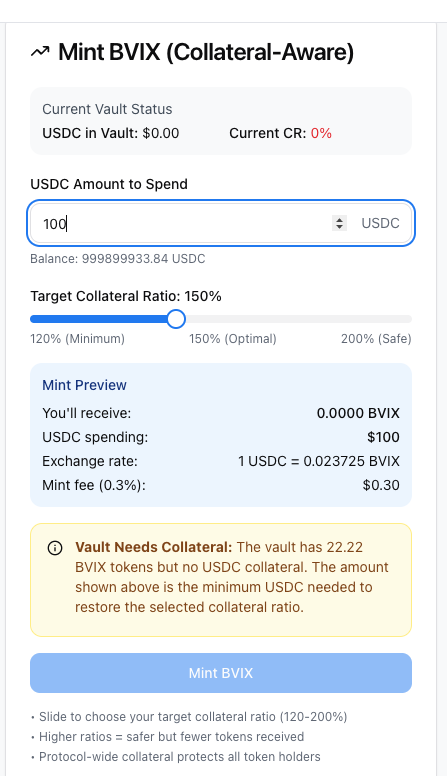 Mint BVIX (Collateral-Aware)
Current Vault Status
USDC in Vault: $0.00 Current CR: 0%
USDC Amount to Spend
100 USDC
Balance: 999899933.84 USDC
Target Collateral Ratio: 150%
120% (Minimum) 150% (Optimal) 200% (Safe)
Mint Preview
You'll receive: 0.0000 BVIX
USDC spending: $100
Exchange rate: 1 USDC = 0.023725 BVIX
Mint fee (0.3%): $0.30
Vault Needs Collateral: The vault has 22.22
BVIX tokens but no USDC collateral. The amount
shown above is the minimum USDC needed to
restore the selected collateral ratio.
Mint BVIX
• Slide to choose your target collateral ratio (120-200%)
• Higher ratios = safer but fewer tokens received
• Protocol-wide collateral protects all token holders